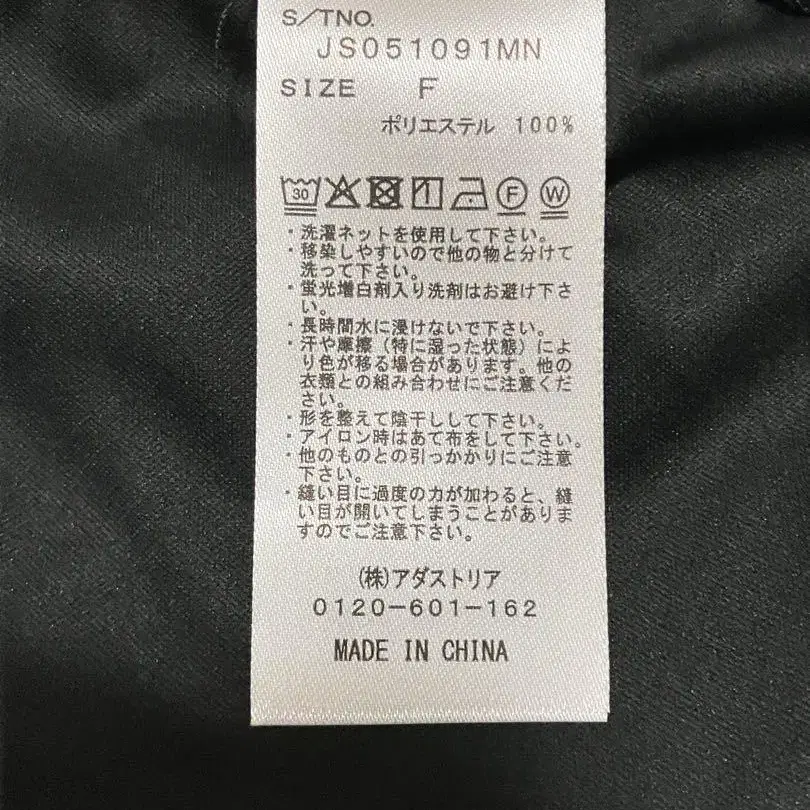 S/TNO.
JS051091MN
SIZE F
ポリエステル 100%
30
F W
・洗濯ネットを使用して下さい。
・移染しやすいので他の物と分けて
洗って下さい。
・蛍光増白剤入り洗剤はお避け下さ
い。
・長時間水に浸けないで下さい。
・汗や摩擦（特に湿った状態）によ
り色が移る場合があります。他の
衣類との組み合わせにご注意くだ
さい。
・形を整えて陰干しして下さい。
・アイロン時はあて布をして下さい。
・他のものとの引っかかりにご注意
下さい。
・縫い目に過度の力が加わると、縫
い目が開いてしまうことがありま
すのでご注意下さい。
(株)アダストリア
0120-601-162
MADE IN CHINA